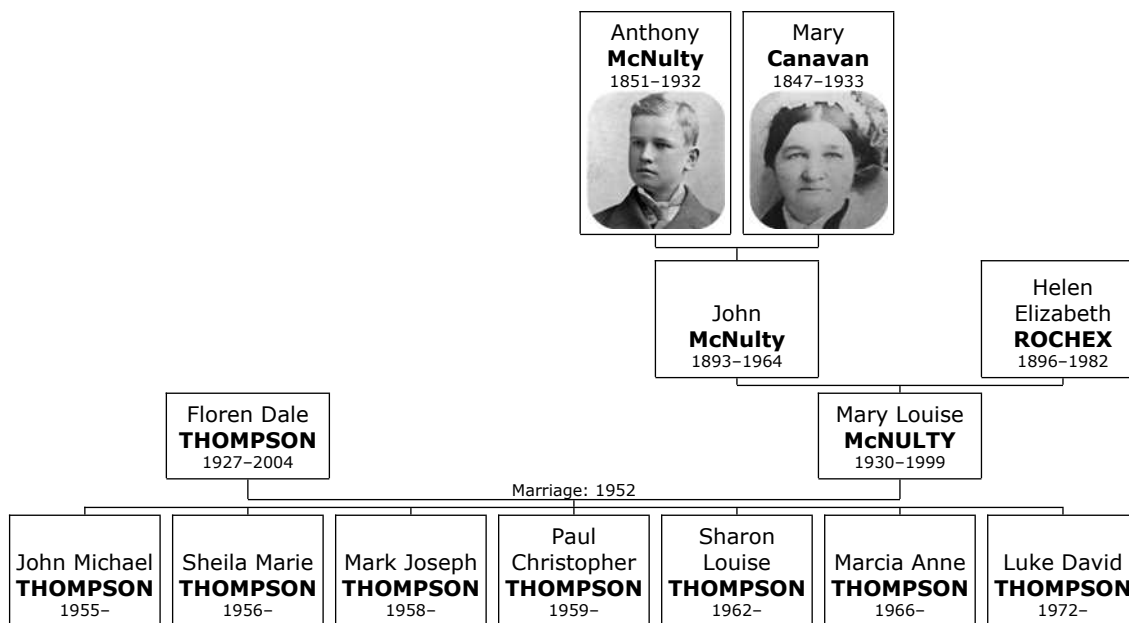 Anthony
McNulty
1851–1932
Mary
Canavan
1847–1933
John
McNulty
1893–1964
Helen
Elizabeth
ROCHEX
1896–1982
Floren Dale
THOMPSON
1927–2004
Mary Louise
McNULTY
1930–1999
Marriage: 1952
John Michael
THOMPSON
1955–
Sheila Marie
THOMPSON
1956–
Mark Joseph
THOMPSON
1958–
Paul
Christopher
THOMPSON
1959–
Sharon
Louise
THOMPSON
1962–
Marcia Anne
THOMPSON
1966–
Luke David
THOMPSON
1972–